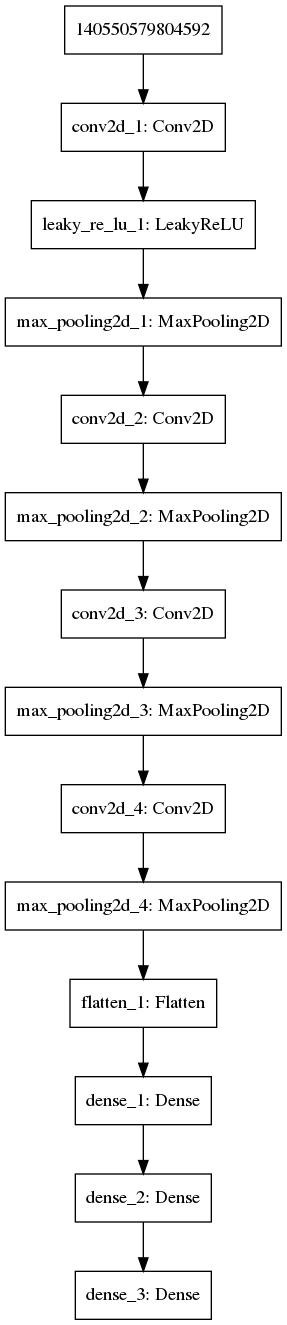 140550579804592
conv2d_1: Conv2D
leaky_re_lu_1: LeakyReLU
max_pooling2d_1: MaxPooling2D
conv2d_2: Conv2D
max_pooling2d_2: MaxPooling2D
conv2d_3: Conv2D
max_pooling2d_3: MaxPooling2D
conv2d_4: Conv2D
max_pooling2d_4: MaxPooling2D
flatten_1: Flatten
dense_1: Dense
dense_2: Dense
dense_3: Dense